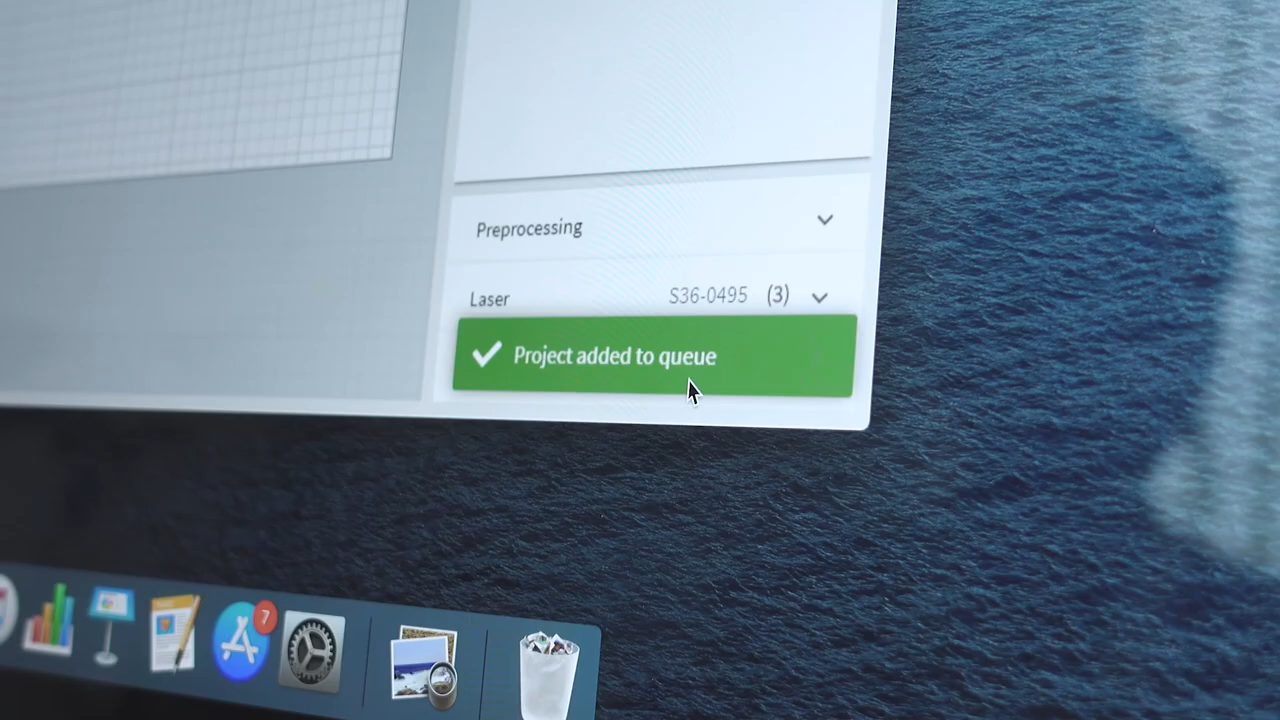 Preprocessing
Laser S36-0495 (3)
Project added to queue
7